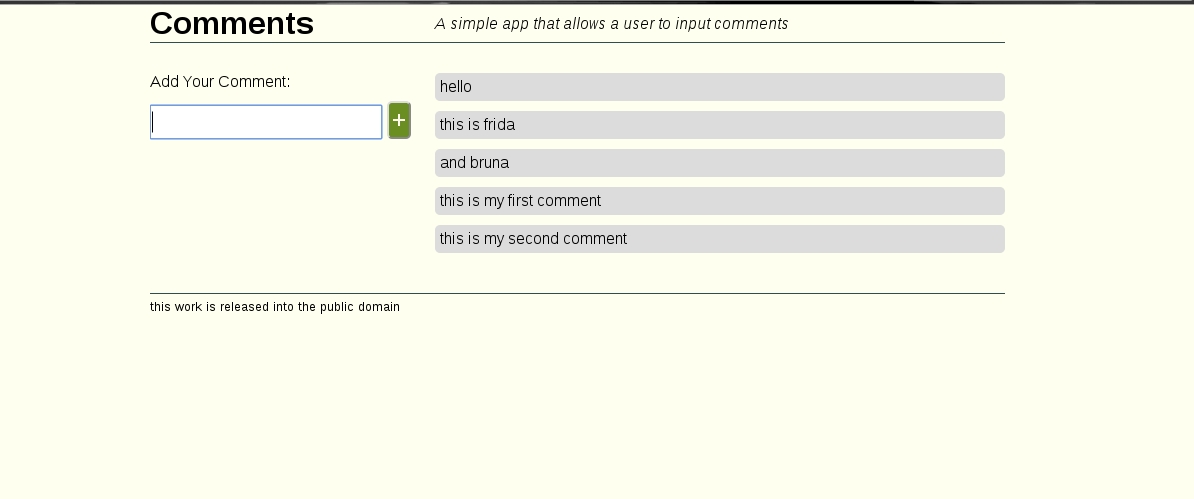 Comments
A simple app that allows a user to input comments
Add Your Comment:
+
hello
this is frida
and bruna
this is my first comment
this is my second comment
this work is released into the public domain